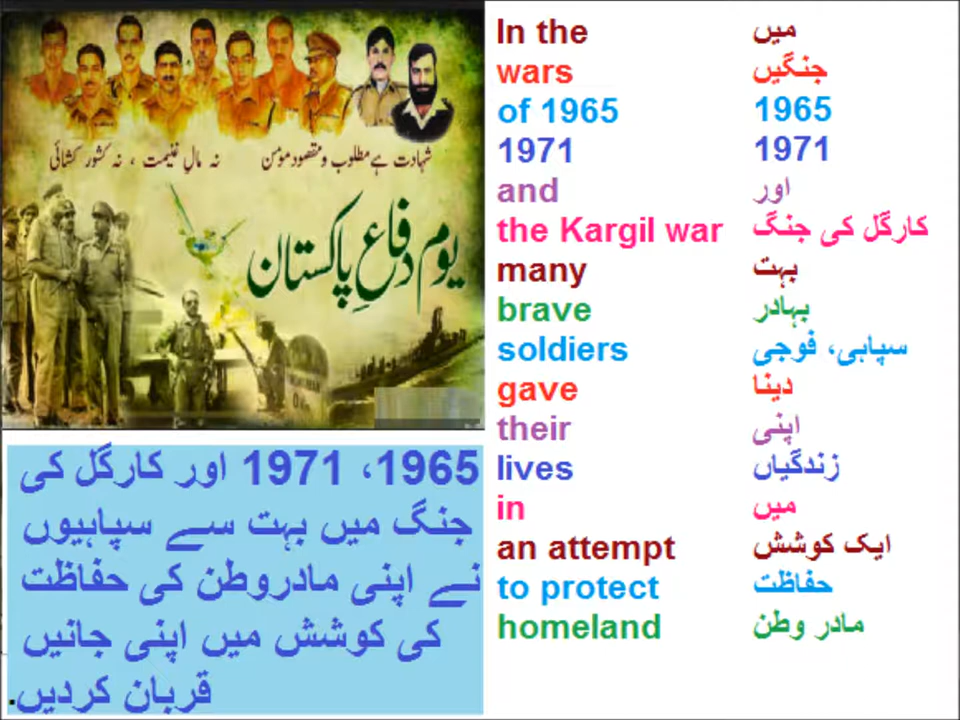 شہادت ہے مطلوب و مقصود مومن نہ مال غنیمت ، نہ کشور کشائی
یوم دفاعِ پاکستان
1965، 1971 اور کارگل کی
جنگ میں بہت سے سپاہیوں
نے اپنی مادروطن کی حفاظت
کی کوشش میں اپنی جانیں
قربان کردیں.
In the میں
wars جنگیں
of 1965 1965
1971 1971
and اور
the Kargil war کارگل کی جنگ
many بہت
brave بہادر
soldiers سپاہی، فوجی
gave دینا
their اپنی
lives زندگیاں
in میں
an attempt ایک کوشش
to protect حفاظت
homeland مادر وطن